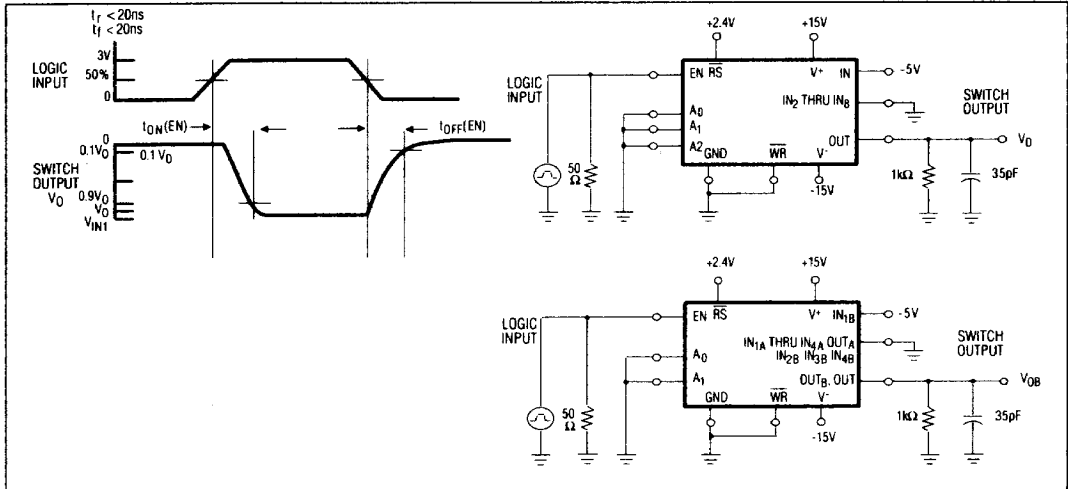 tr < 20ns
tf < 20ns
LOGIC
INPUT
3V
50%
0
tON(EN)
tOFF(EN)
SWITCH
OUTPUT
VO
0
0.1VO
0.1 VO
0.9VO
VO
VIN1
+2.4V
+15V
LOGIC
INPUT
EN
RS
V+
IN
-5V
IN2 THRU IN8
A0
A1
A2
OUT
SWITCH
OUTPUT
VO
GND
WR
V-
-15V
50
Ω
1kΩ
35pF
+2.4V
+15V
LOGIC
INPUT
EN
RS
V+
IN1B
-5V
IN1A THRU IN4A OUTA
IN2B IN3B IN4B
A0
A1
OUTB, OUT
SWITCH
OUTPUT
VOB
GND
WR
V-
-15V
50
Ω
1kΩ
35pF